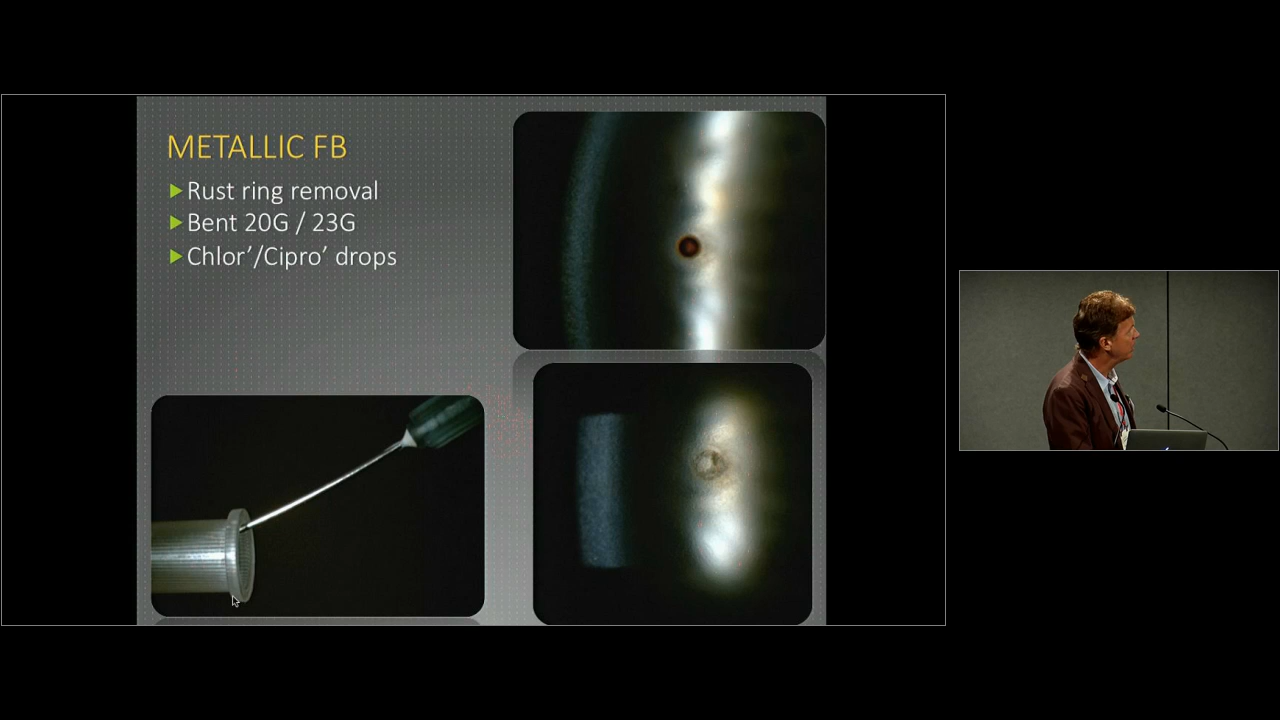 METALLIC FB
Rust ring removal
Bent 20G / 23G
Chlor’/Cipro’ drops